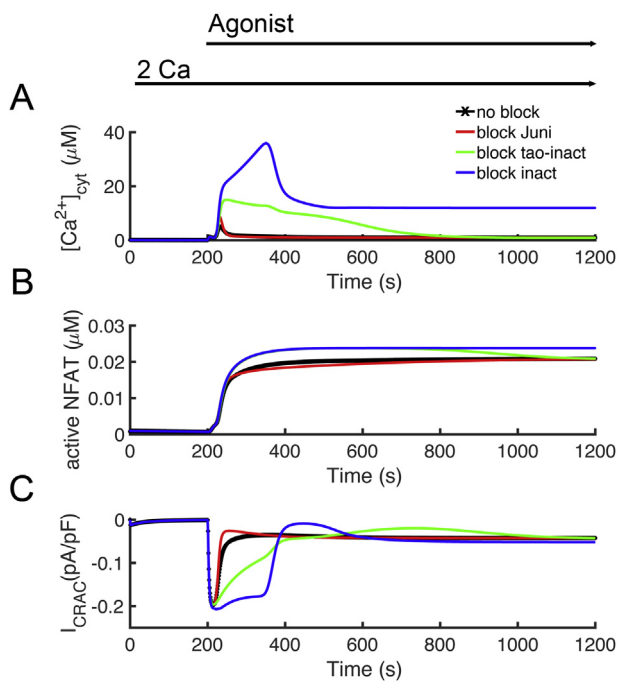 Agonist
2 Ca
A
no block
block Juni
block tao-inact
block inact
[Ca2+]cyt (µM)
40
20
0
0 200 400 600 800 1000 1200
Time (s)
B
active NFAT (µM)
0.03
0.02
0.01
0
0 200 400 600 800 1000 1200
Time (s)
C
ICRAC(pA/pF)
0
-0.1
-0.2
0 200 400 600 800 1000 1200
Time (s)